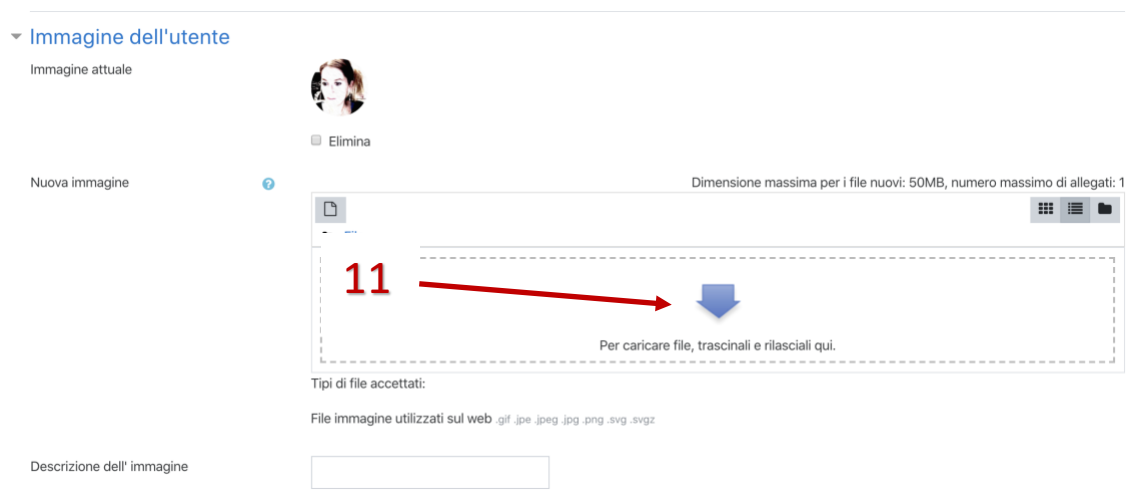 Immagine dell'utente
Immagine attuale
Elimina
Nuova immagine
Dimensione massima per i file nuovi: 50MB, numero massimo di allegati: 1
11
Per caricare file, trascinali e rilasciali qui.
Tipi di file accettati:
File immagine utilizzati sul web .gif .jpe .jpeg .jpg .png .svg .svgz
Descrizione dell' immagine